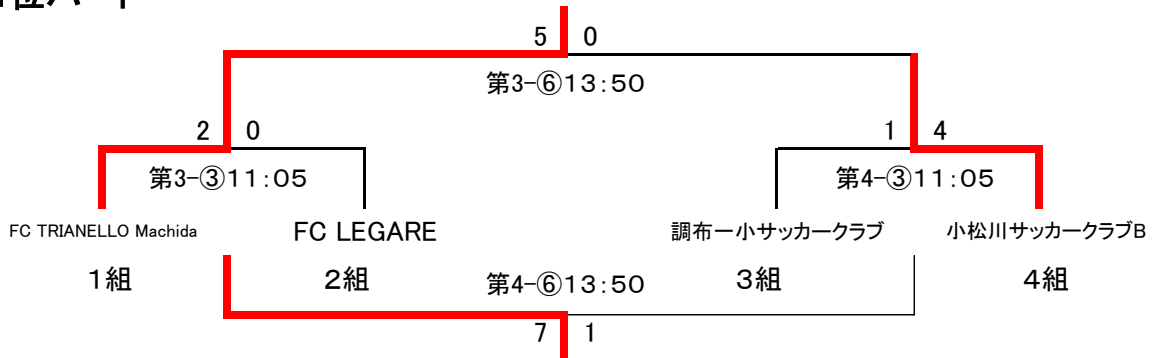 位パート
5 0
第3-⑥13:50
2 0
1 4
第3-③11:05
第4-③11:05
FC TRIANELLO Machida
FC LEGARE
調布一小サッカークラブ
小松川サッカークラブB
1組
2組
第4-⑥13:50
3組
4組
7 1